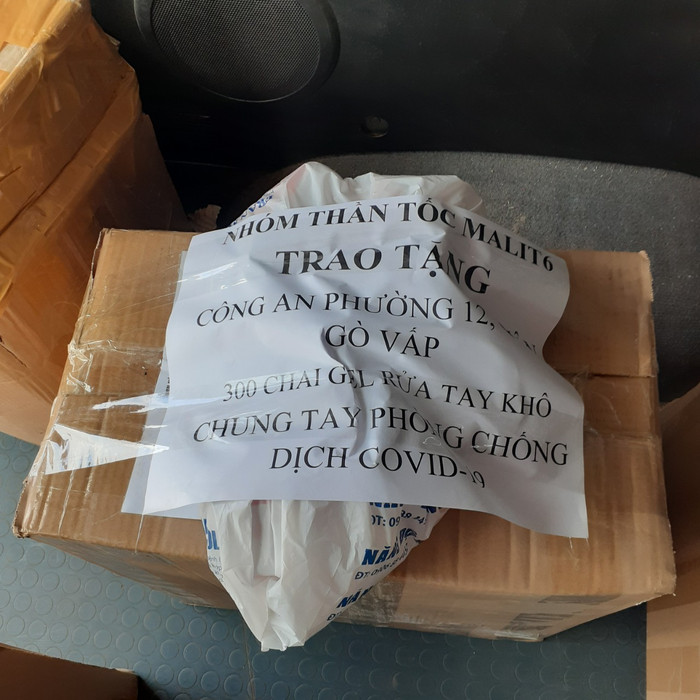 NHÓM THẦN TỐC MALIT6
TRAO TẶNG
CÔNG AN PHƯỜNG 12,
GÒ VẤP
300 CHAI GEL RỬA TAY KHÔ
CHUNG TAY PHÒNG CHỐNG
DỊCH COVID-19